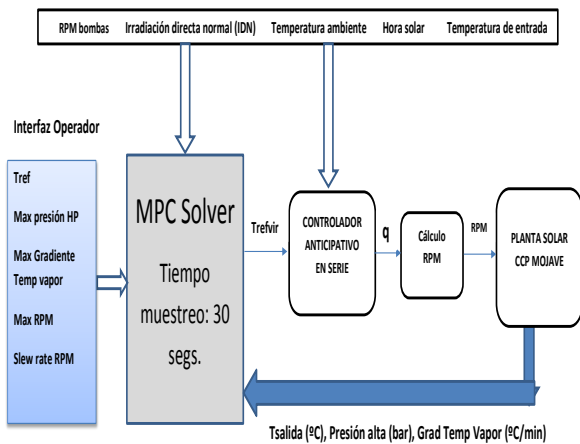 RPM bombas Irradiación directa normal (IDN) Temperatura ambiente Hora solar Temperatura de entrada
Interfaz Operador
Tref
Max presión HP
Max Gradiente
Temp vapor
Max RPM
Slew rate RPM
MPC Solver
Tiempo
muestreo: 30
segs.
Trefvir
CONTROLADOR
ANTICIPATIVO
EN SERIE
q
Cálculo
RPM
RPM
PLANTA SOLAR
CCP MOJAVE
Tsalida (ºC), Presión alta (bar), Grad Temp Vapor (ºC/min)